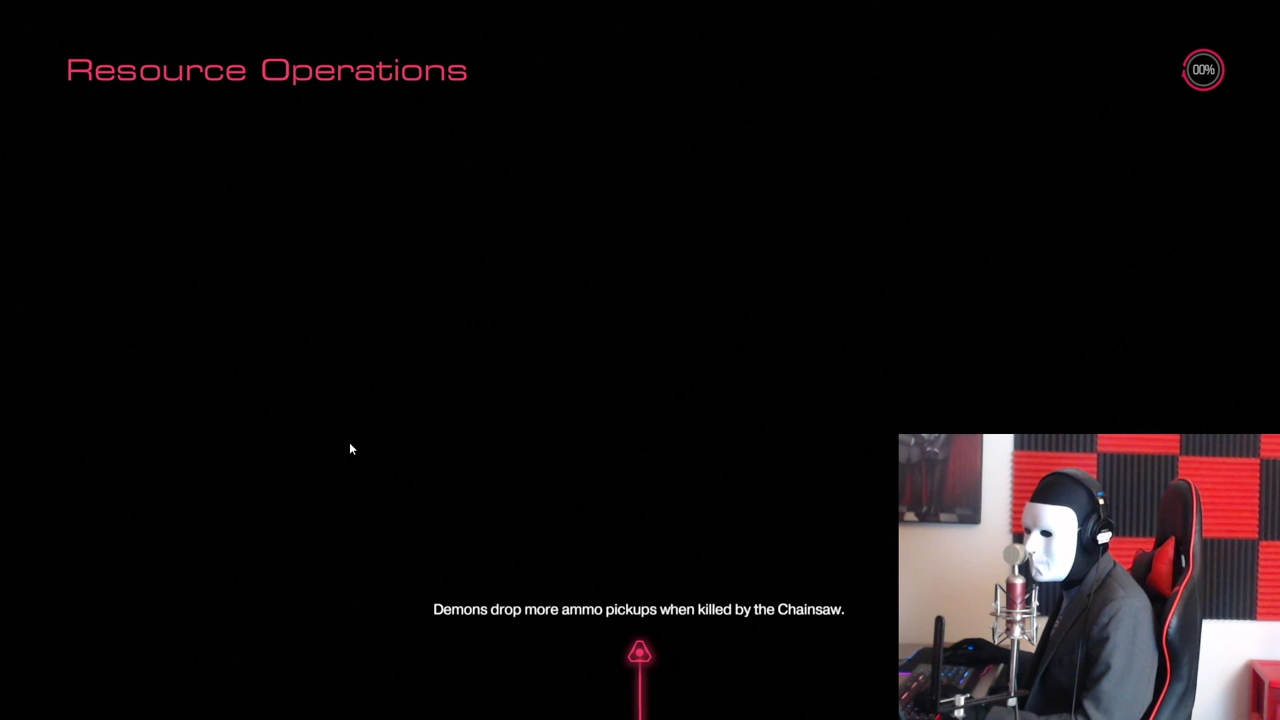 Resource Operations
00%
Demons drop more ammo pickups when killed by the Chainsaw.